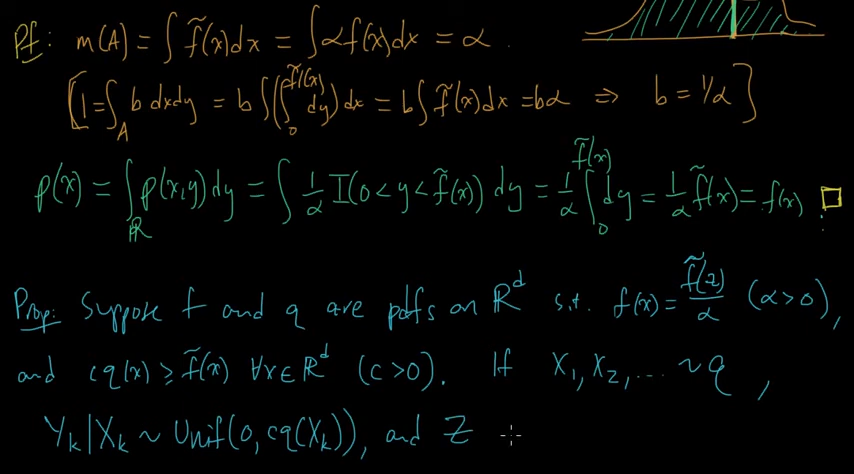 Pf: m(A) = ∫ f̃(x)dx = ∫ αf(x)dx = α.
[1 = ∫_A b dxdy = b ∫(∫_0^{f̃(x)} dy)dx = b ∫ f̃(x)dx = bα ⇒ b = 1/α]
p(x) = ∫_ℝ p(x,y)dy = ∫ 1/α I(0 < y < f̃(x)) dy = 1/α ∫_0^{f̃(x)} dy = 1/α f̃(x) = f(x) □
Prop: Suppose f and q are pdfs on ℝ^d s.t. f(x) = f̃(z)/α (α>0),
and cq(x) ≥ f̃(x) ∀x∈ℝ^d (c>0). If X_1, X_2, ... ~ q,
Y_k|X_k ~ Unif(0, cq(X_k)), and Z